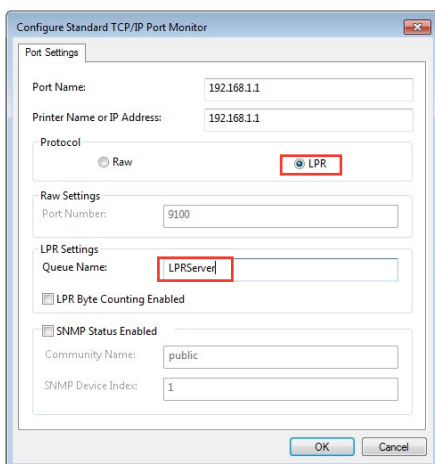 Configure Standard TCP/IP Port Monitor
Port Settings
Port Name: 192.168.1.1
Printer Name or IP Address: 192.168.1.1
Protocol
Raw LPR
Raw Settings
Port Number: 9100
LPR Settings
Queue Name: LPRServer
LPR Byte Counting Enabled
SNMP Status Enabled
Community Name: public
SNMP Device Index: 1
OK Cancel